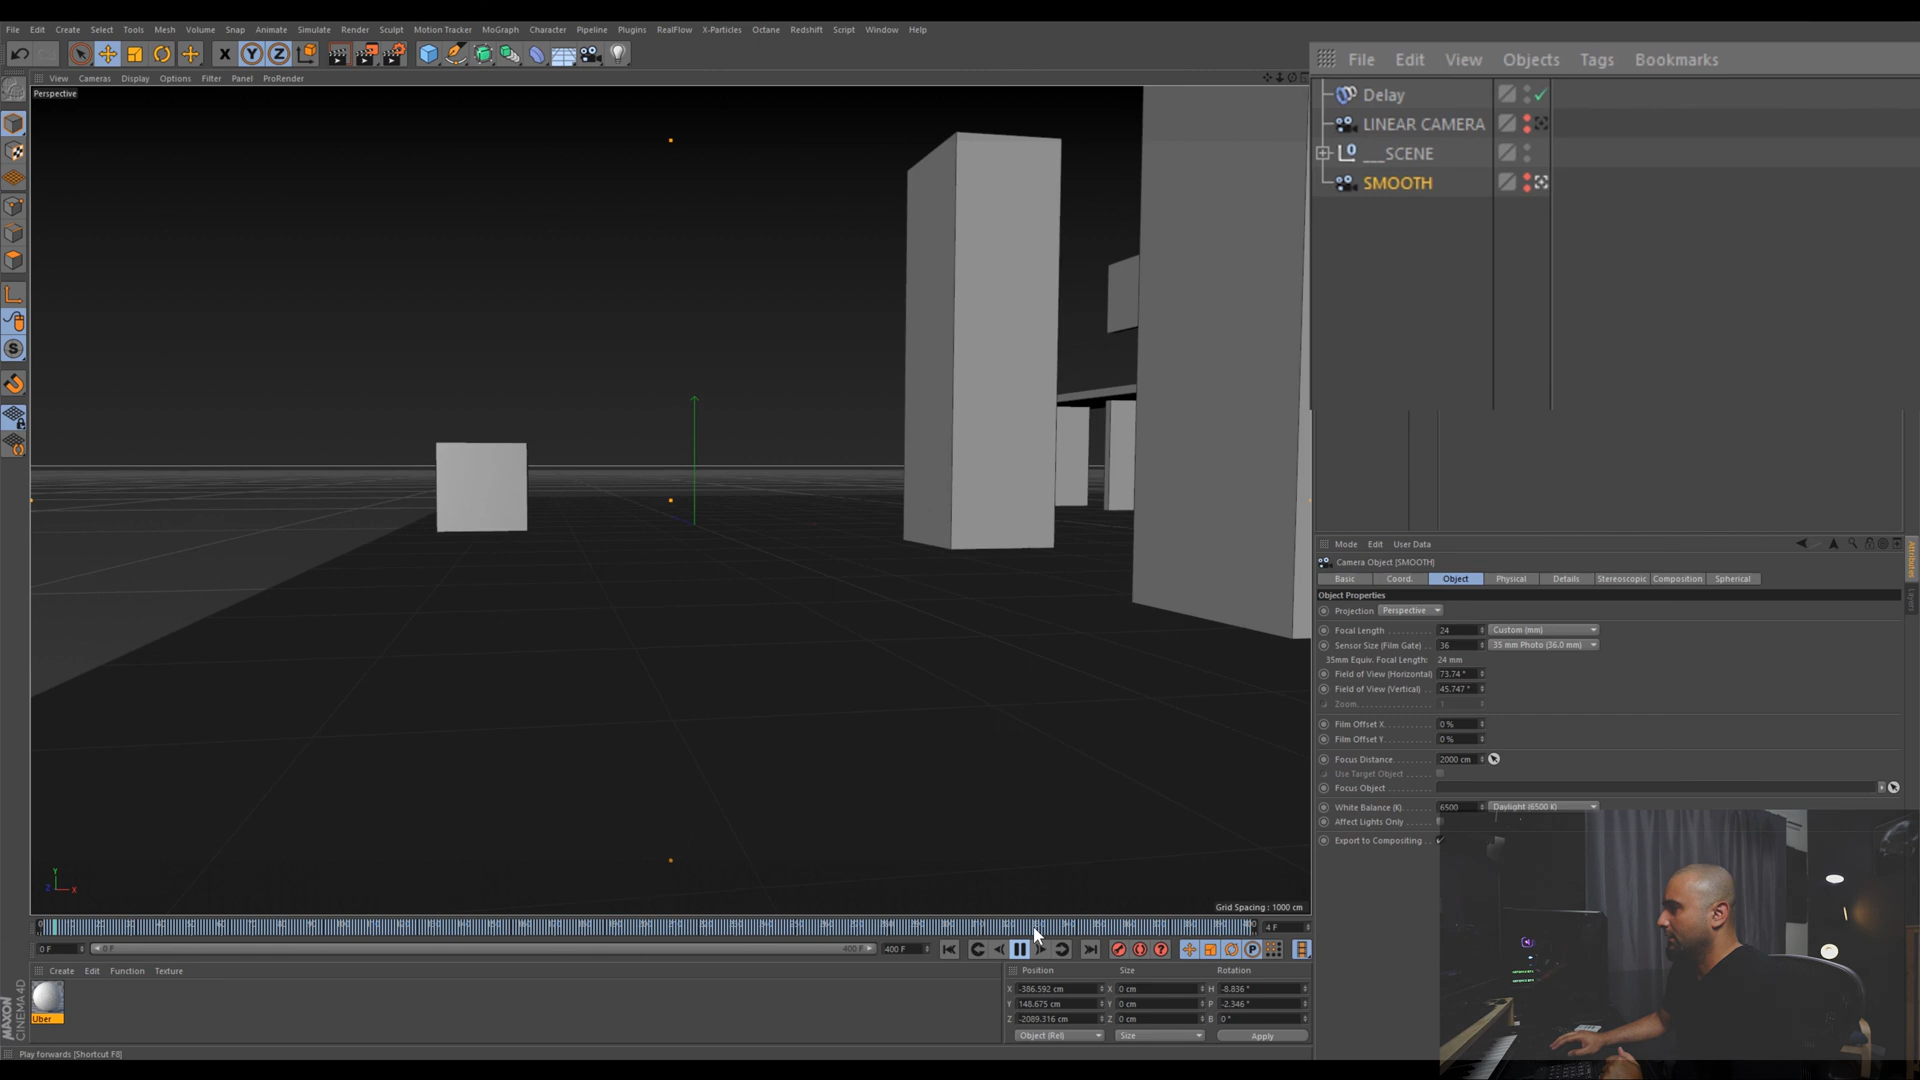 File Edit Create Select Tools Mesh Volume Snap Animate Simulate Render Sculpt Motion Tracker MoGraph Character Pipeline Plugins RealFlow X-Particles Octane Redshift Script Window Help
X Y Z
View Cameras Display Options Filter Panel ProRender
Perspective
File Edit View Objects Tags Bookmarks
Delay
LINEAR CAMERA
___SCENE
SMOOTH
Mode Edit User Data
Camera Object [SMOOTH]
Basic Coord. Object Physical Details Stereoscopic Composition Spherical
Object Properties
Projection Perspective
Focal Length 24 Custom (mm)
Sensor Size (Film Gate) 36 35 mm Photo (36.0 mm)
35mm Equiv. Focal Length: 24 mm
Field of View (Horizontal) 73.74 °
Field of View (Vertical) 45.747 °
Zoom 1
Film Offset X 0 %
Film Offset Y 0 %
Focus Distance 2000 cm
Use Target Object
Focus Object
White Balance (K) 6500 Daylight (6500 K)
Affect Lights Only
Export to Compositing
Attributes
Layers
Y
Z X
Grid Spacing : 1000 cm
4 F
0 F 0 F 400 F 400 F
Create Edit Function Texture
Uber
MAXON
CINEMA4D
Position Size Rotation
X -386.592 cm X 0 cm H -8.836 °
Y 148.675 cm Y 0 cm P -2.346 °
Z -2089.316 cm Z 0 cm B 0 °
Object (Rel) Size Apply
Play forwards [Shortcut F8]